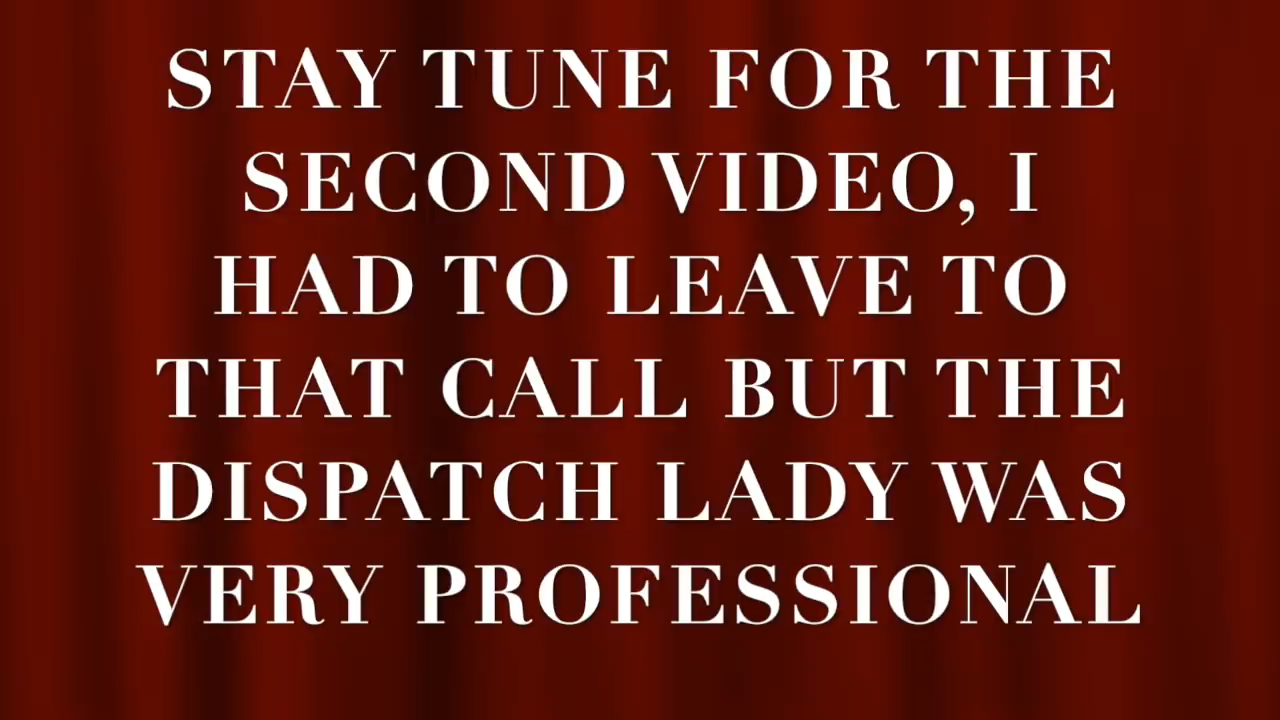 STAY TUNE FOR THE
SECOND VIDEO, I
HAD TO LEAVE TO
THAT CALL BUT THE
DISPATCH LADY WAS
VERY PROFESSIONAL